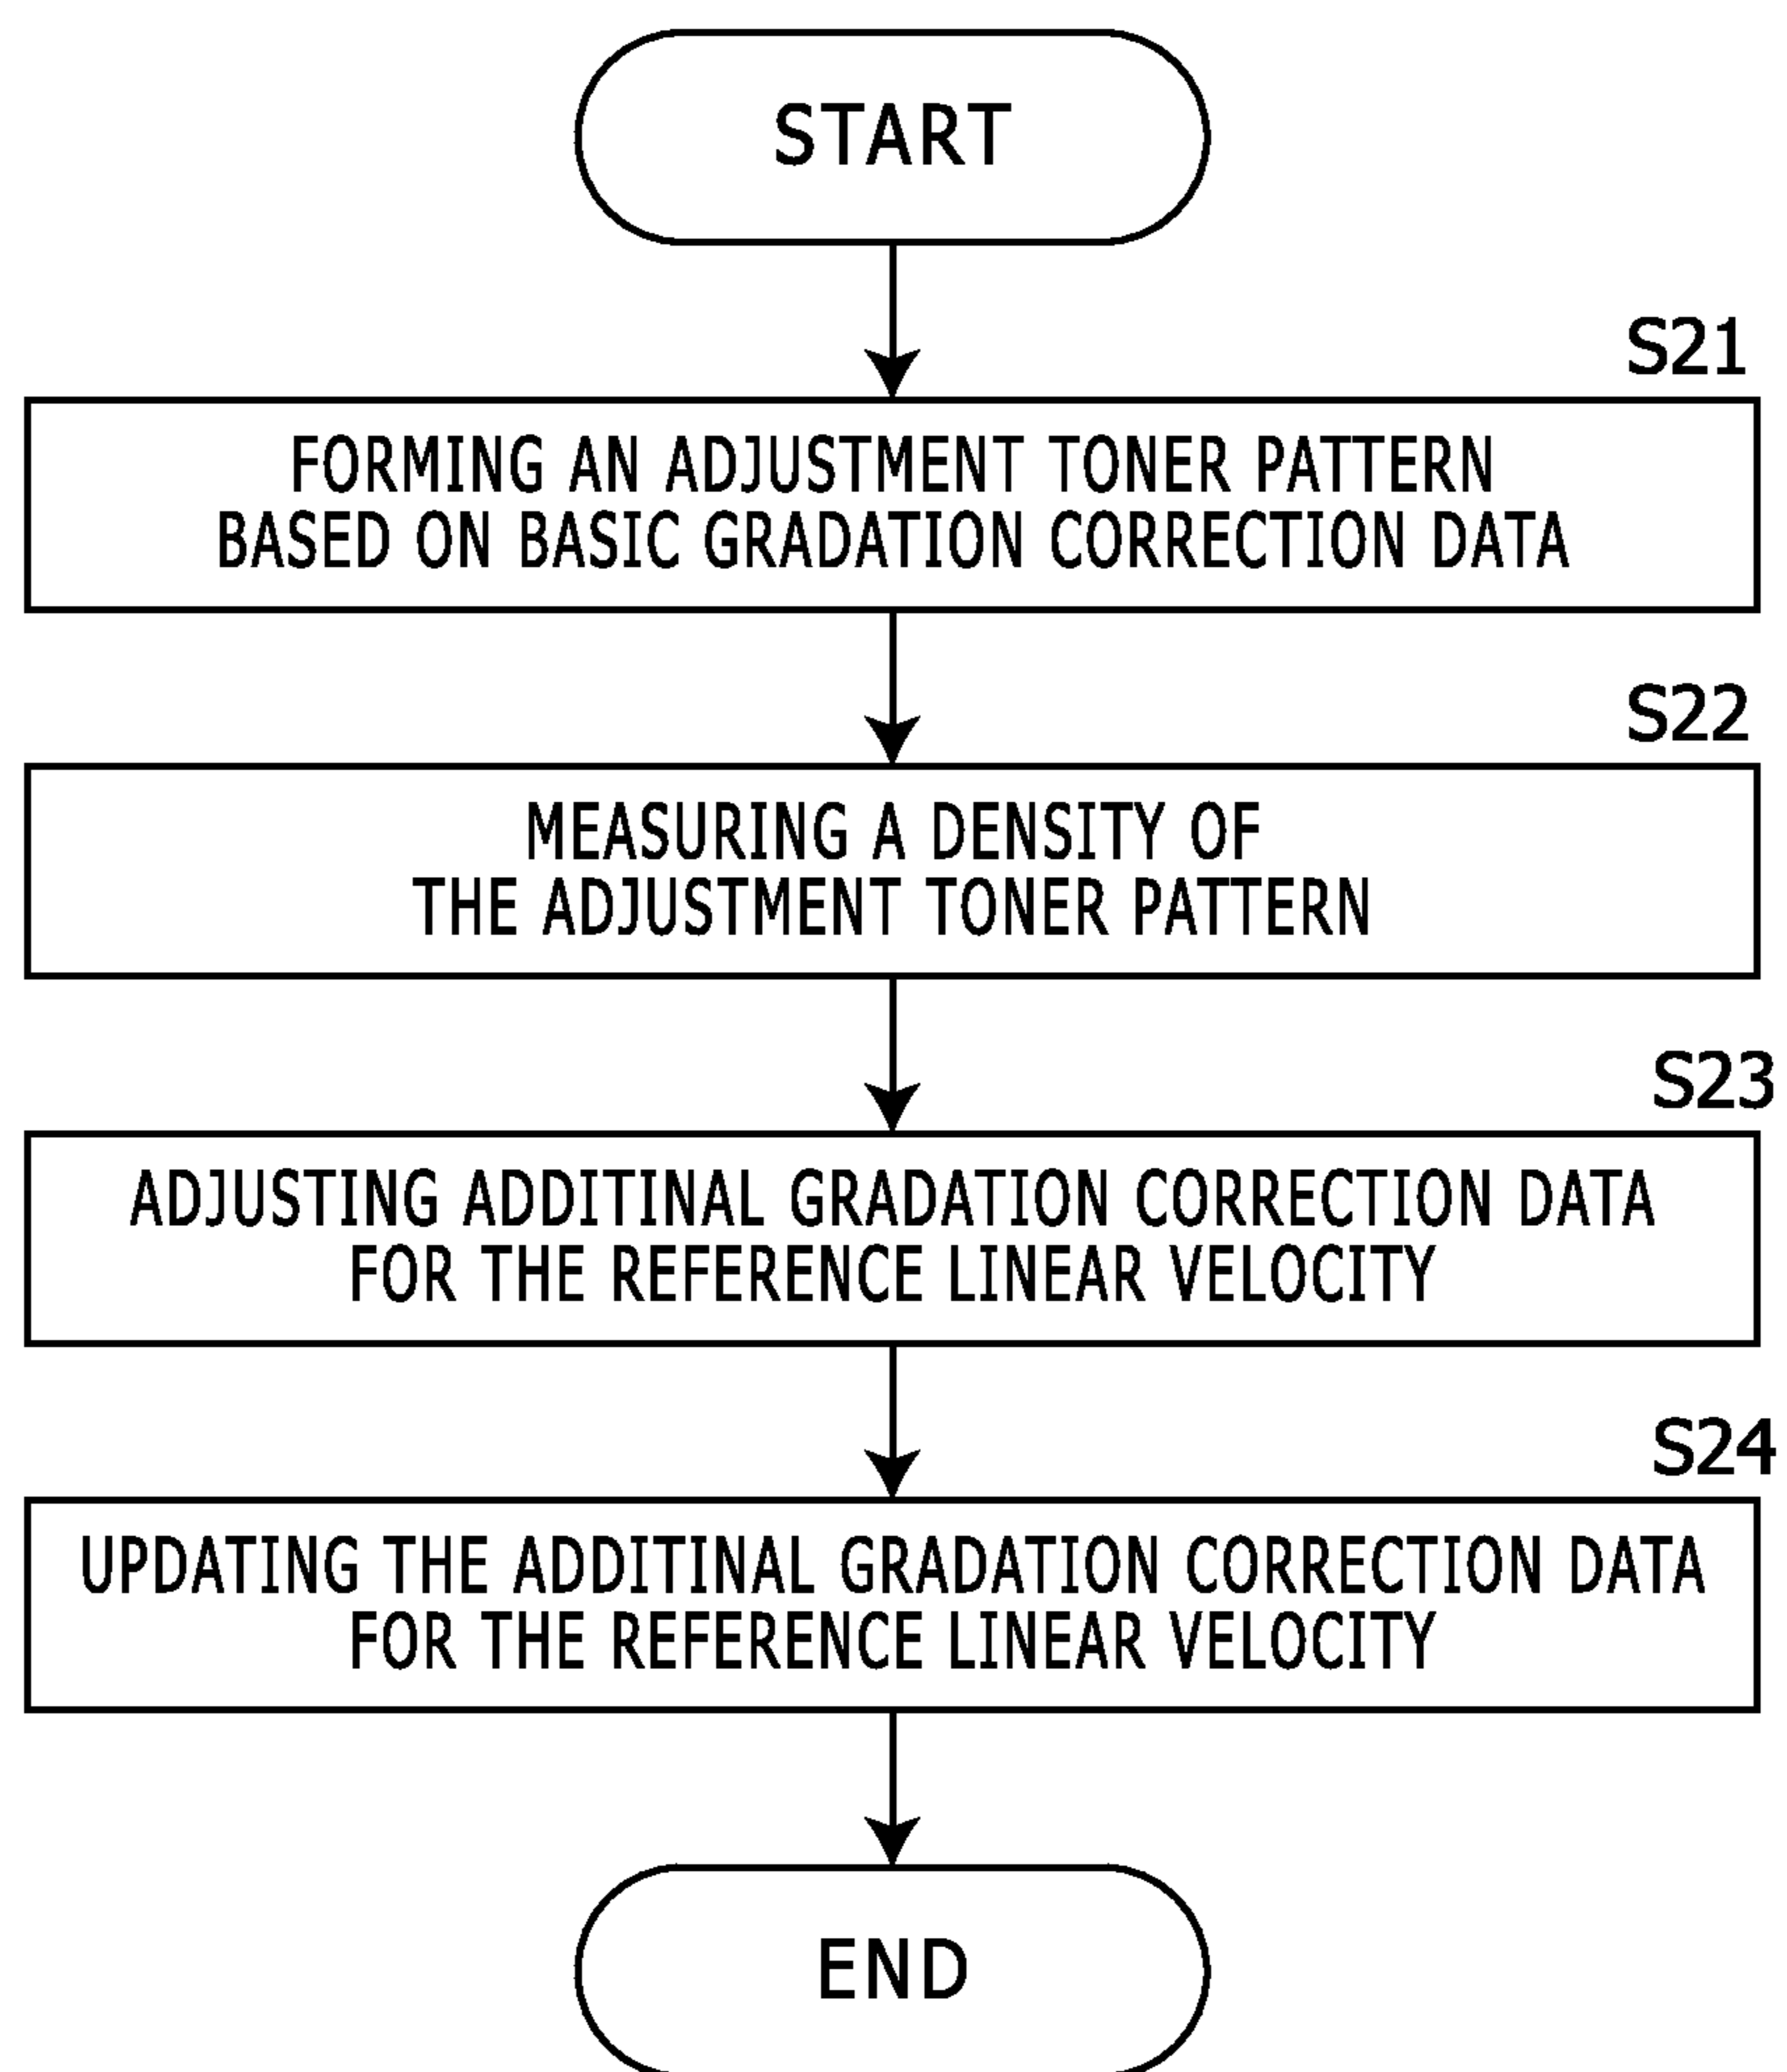 START
S21
FORMING AN ADJUSTMENT TONER PATTERN
BASED ON BASIC GRADATION CORRECTION DATA
S22
MEASURING A DENSITY OF
THE ADJUSTMENT TONER PATTERN
S23
ADJUSTING ADDITINAL GRADATION CORRECTION DATA
FOR THE REFERENCE LINEAR VELOCITY
S24
UPDATING THE ADDITINAL GRADATION CORRECTION DATA
FOR THE REFERENCE LINEAR VELOCITY
END